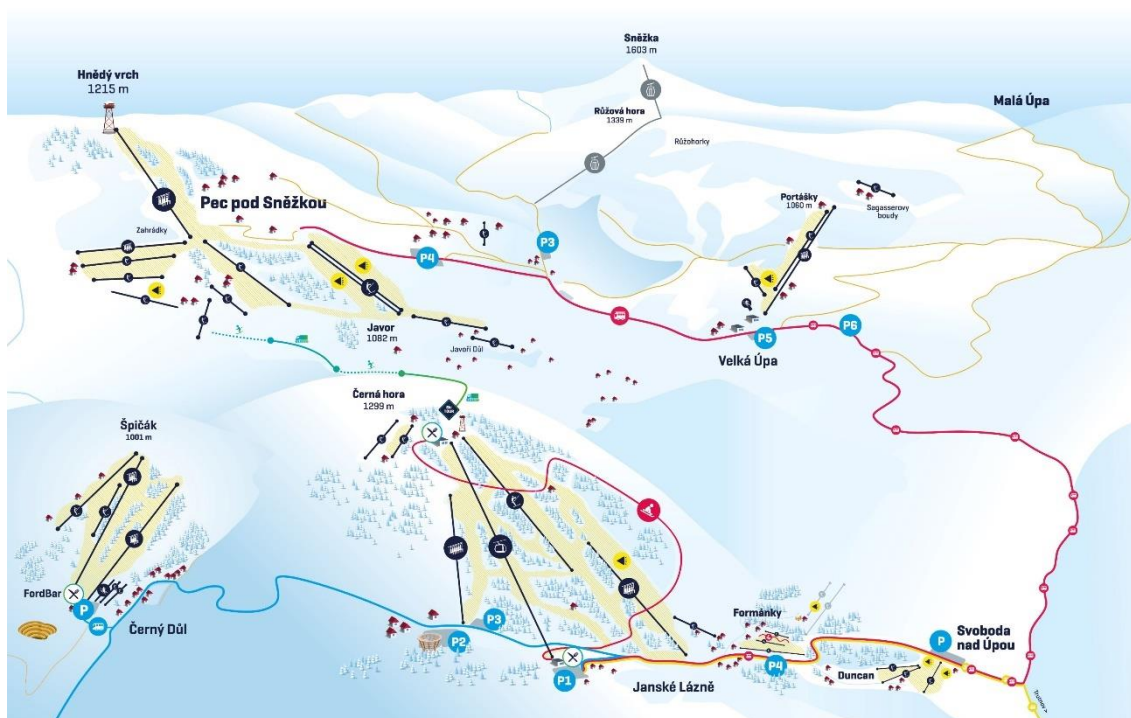 Sněžka
1603 m
Hnědý vrch
1215 m
Růžová hora
1339 m
Malá Úpa
Růžohorky
Portášky
1060 m
Sagasserovy
boudy
Pec pod Sněžkou
Zahrádky
P4
P3
P5
P6
Velká Úpa
Javor
1082 m
Javoří Důl
Černá hora
1299 m
Špičák
1001 m
FordBar
P
Černý Důl
P3
P2
P1
Janské Lázně
Formánky
P4
Duncan
P
Svoboda
nad Úpou
Trutnov >